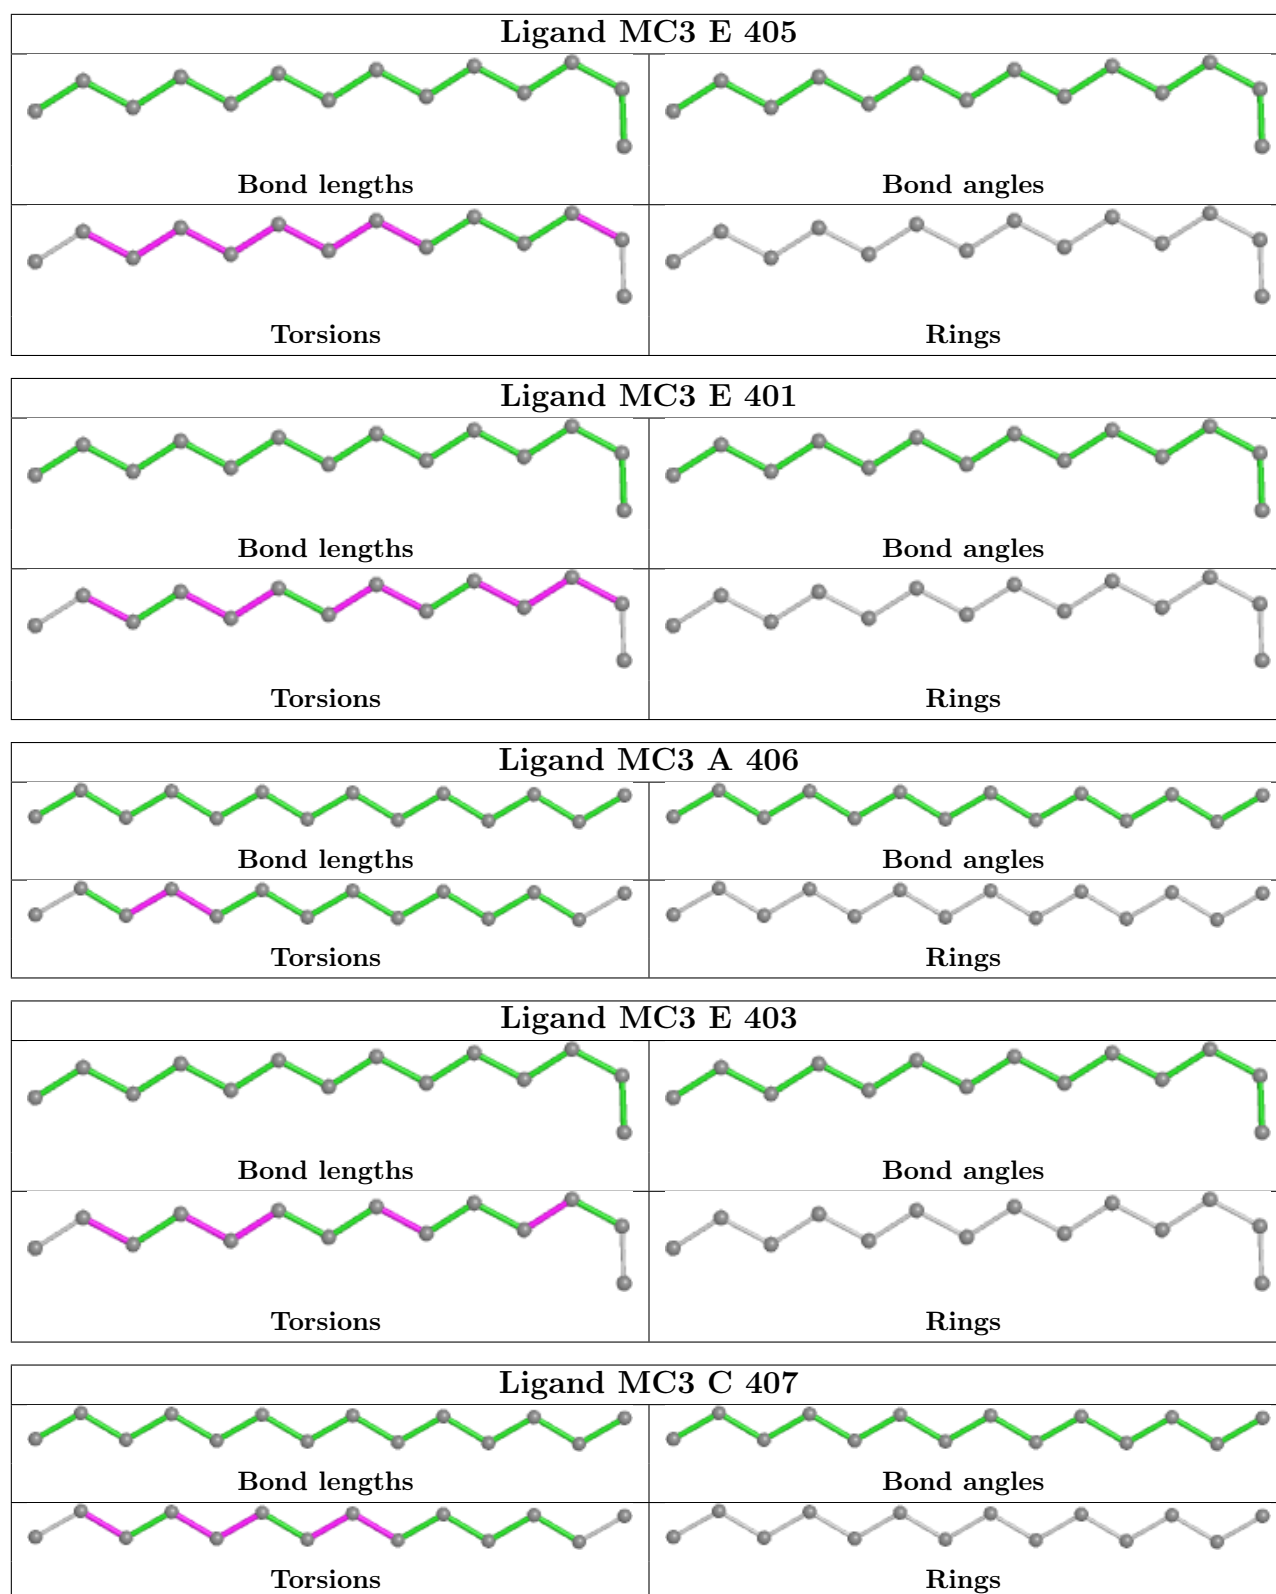 Ligand MC3 E 405
Bond lengths Bond angles
Torsions Rings
Ligand MC3 E 401
Bond lengths Bond angles
Torsions Rings
Ligand MC3 A 406
Bond lengths Bond angles
Torsions Rings
Ligand MC3 E 403
Bond lengths Bond angles
Torsions Rings
Ligand MC3 C 407
Bond lengths Bond angles
Torsions Rings